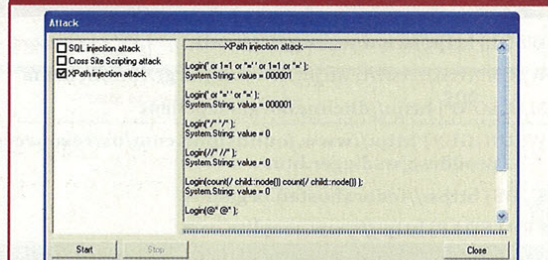 Attack
SQL injection attack
Cross Site Scripting attack
XPath injection attack
XPath injection attack
Login(' or 1=1 or ''=' ' or 1=1 or ''=' );
System.String: value = 000001
Login(' or ''=' ' or ''=' );
System.String: value = 000001
Login("/" "/" );
System.String: value = 0
Login(//* //* );
System.String: value = 0
Login(count(/ child::node()) count(/ child::node()) );
System.String: value = 0
Login(@* @* );
Start
Stop
Close